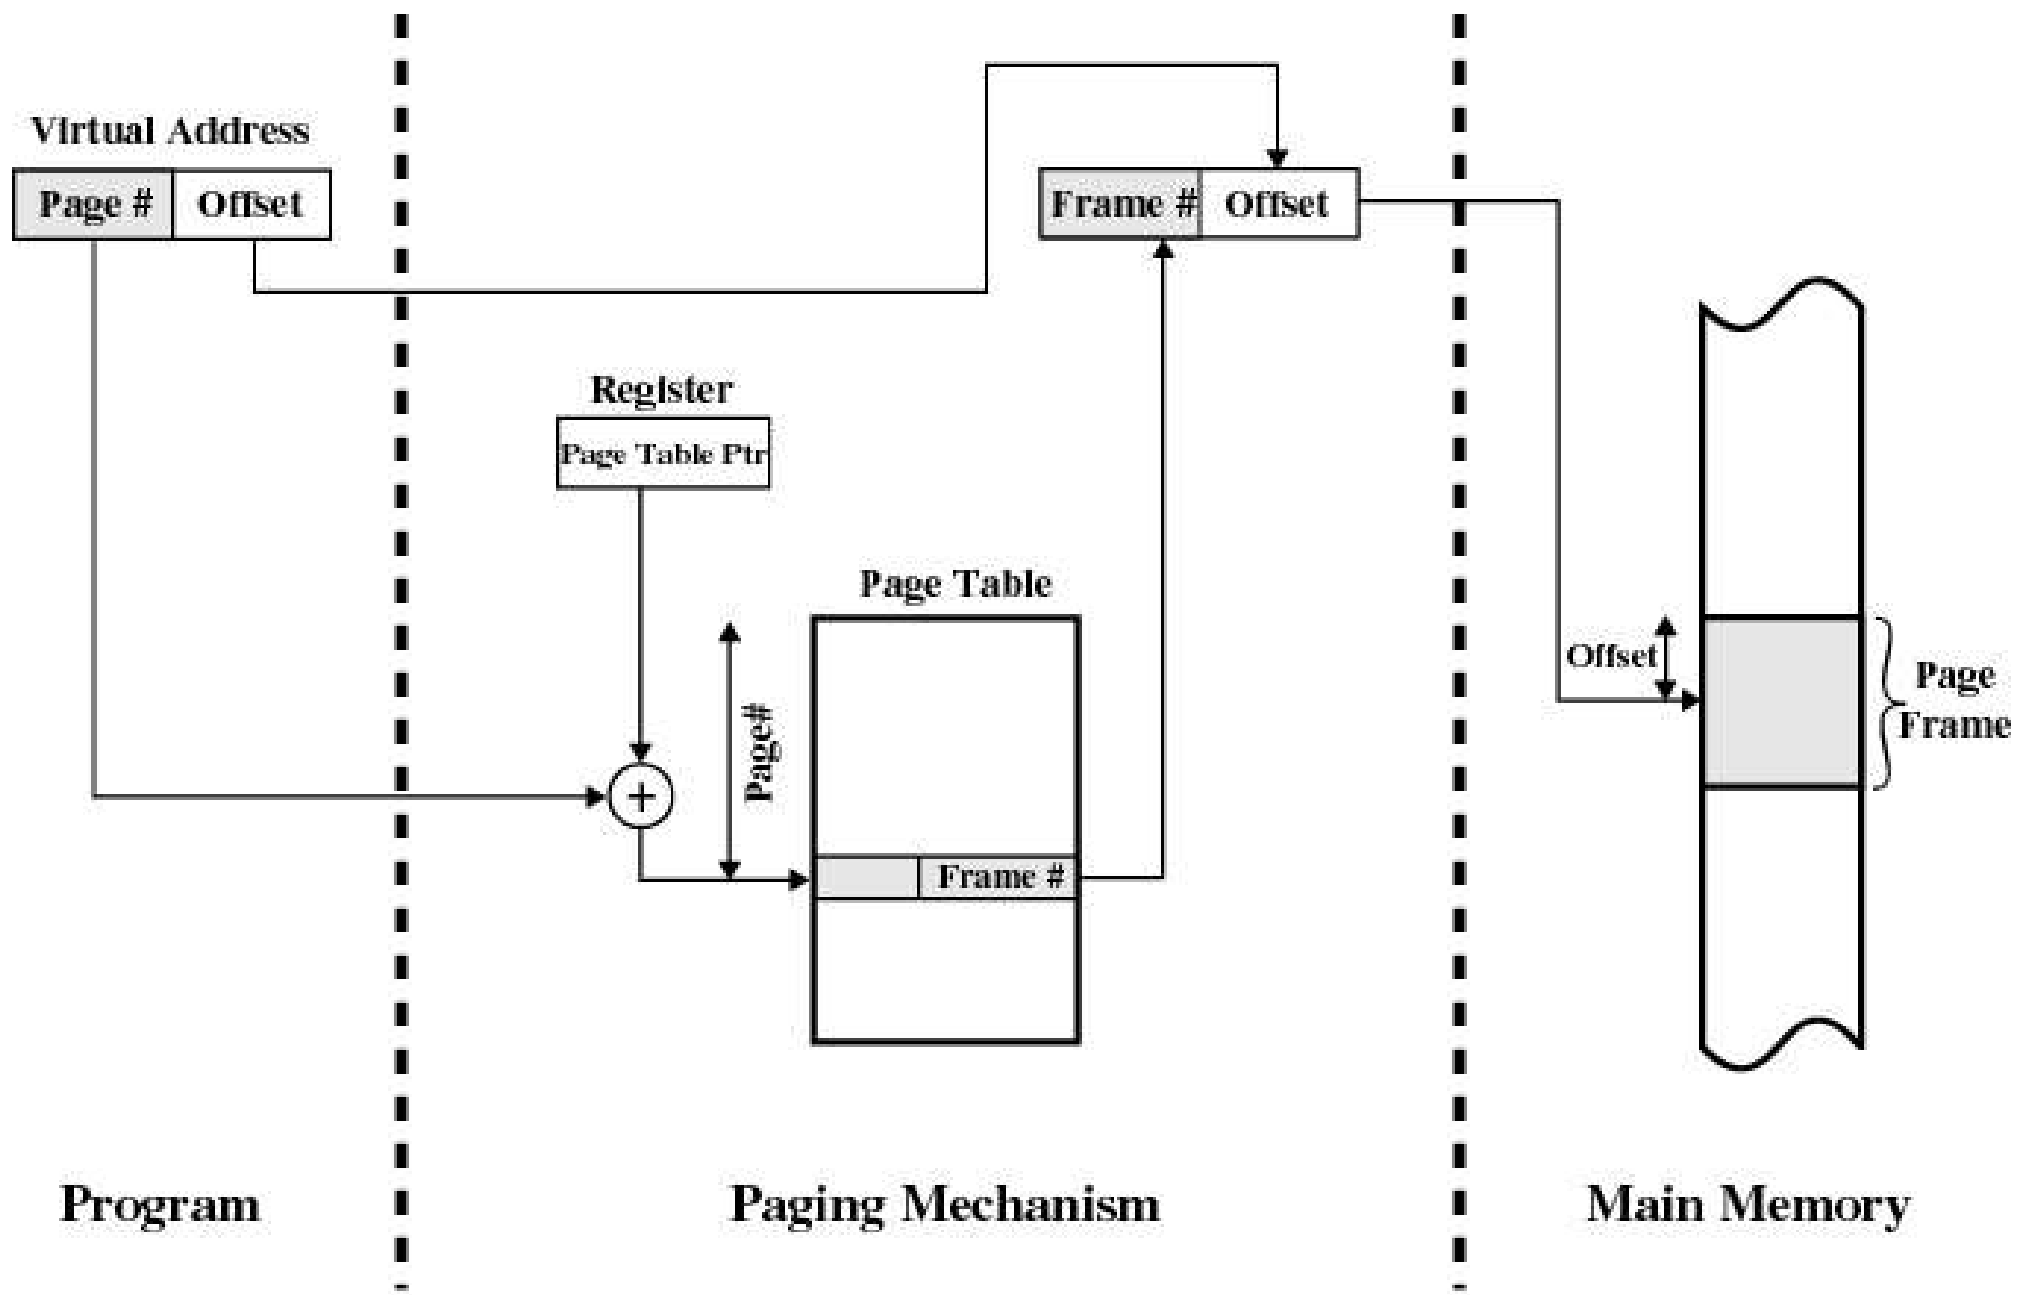 Virtual Address
Page # Offset
Frame # Offset
Register
Page Table Ptr
Page Table
Page#
Frame #
Offset
Page
Frame
Program
Paging Mechanism
Main Memory
+